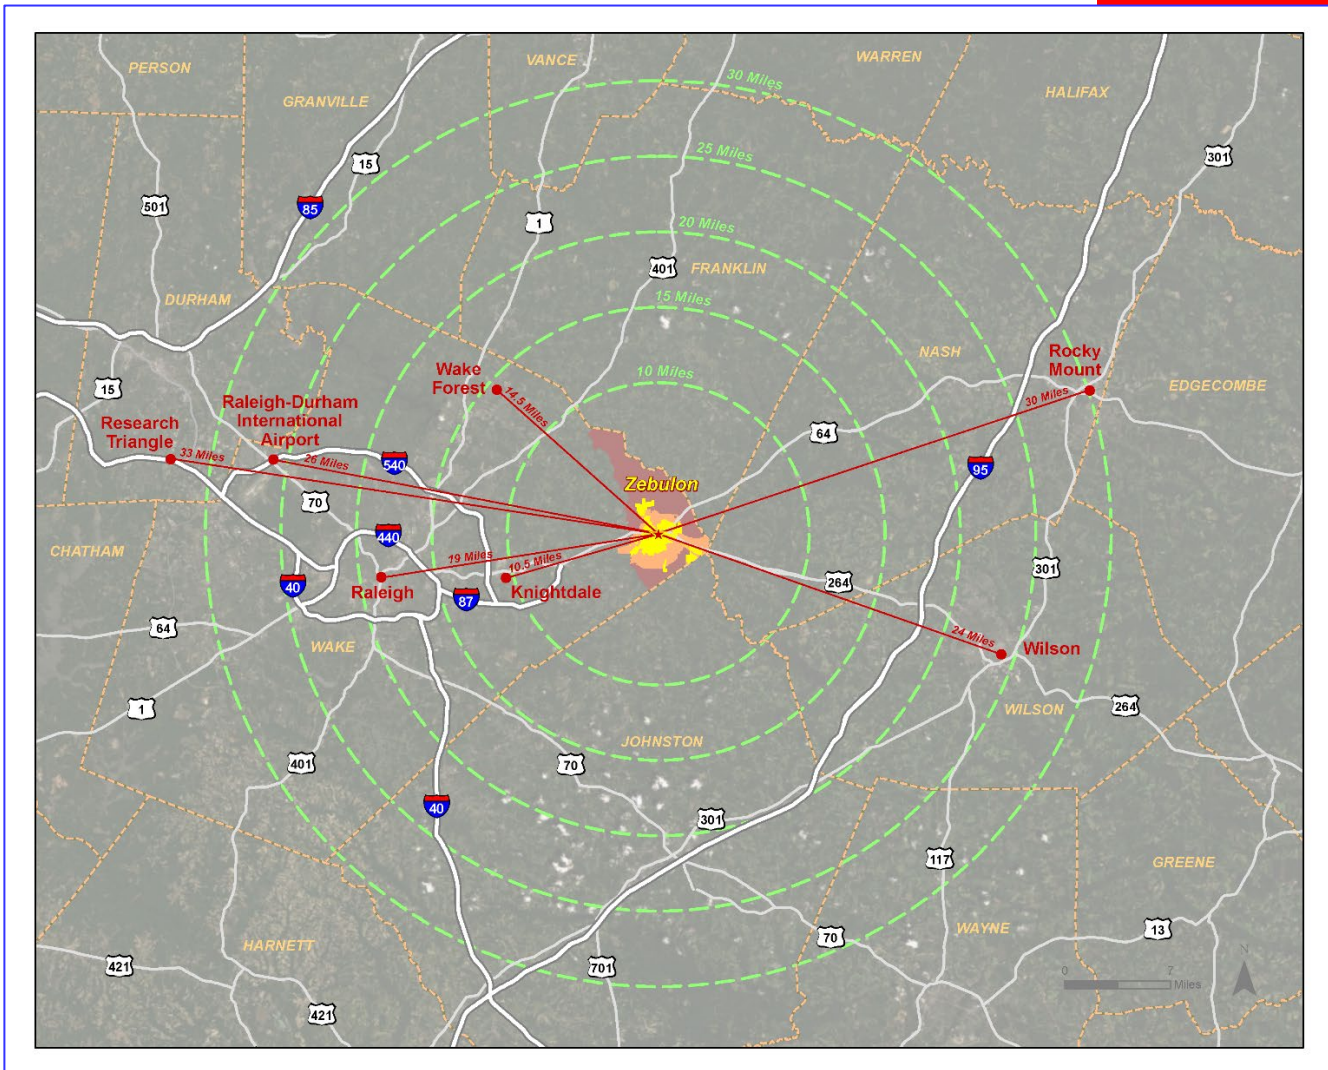 PERSON
VANCE
WARREN
30 Miles
GRANVILLE
HALIFAX
25 Miles
15
301
501
85
1
20 Miles
401
FRANKLIN
DURHAM
15 Miles
NASH
Rocky
Mount
10 Miles
Wake
Forest
14.5 Miles
EDGECOMBE
15
30 Miles
Raleigh-Durham
International
Airport
Research
Triangle
33 Miles
26 Miles
540
64
95
Zebulon
70
440
CHATHAM
19 Miles
10.5 Miles
301
40
Raleigh
87
Knightdale
264
64
24 Miles
WAKE
Wilson
1
WILSON
264
JOHNSTON
401
70
40
301
117
GREENE
WAYNE
13
HARNETT
70
421
701
N
0 7
Miles
421